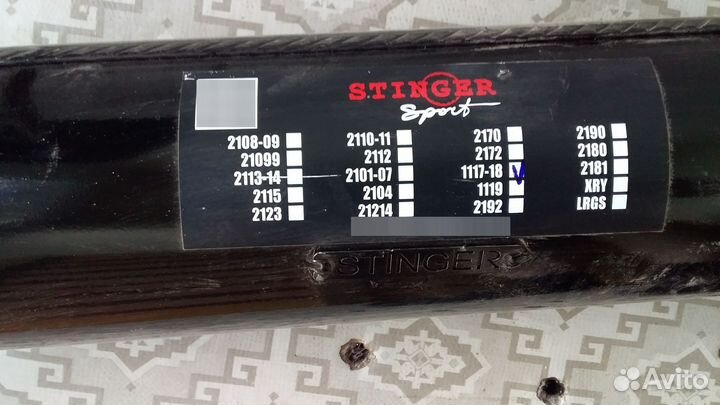 STINGER
Sport
2108-09 2110-11 2170 2190
21099 2112 2172 2180
2113-14 2101-07 1117-18 V 2181
2115 2104 1119 XRY
2123 21214 2192 LRGS
STINGER
Avito